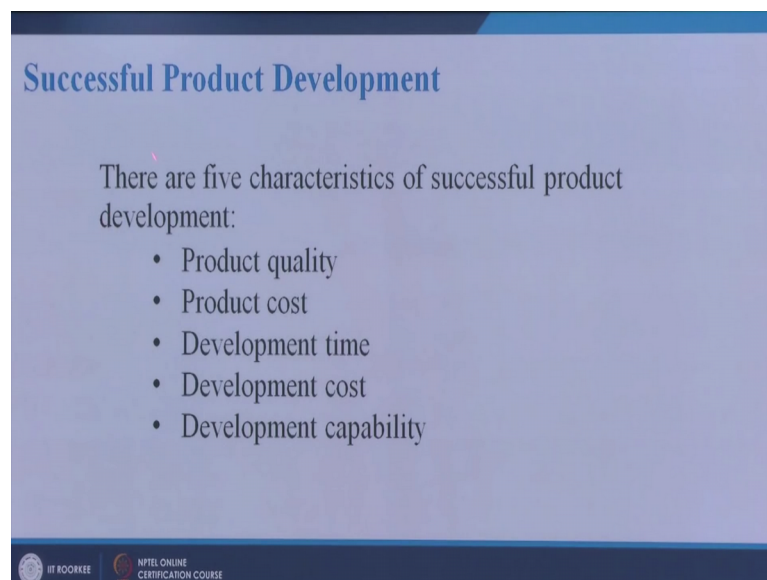 Successful Product Development
There are five characteristics of successful product
development:
• Product quality
• Product cost
• Development time
• Development cost
• Development capability
IIT ROORKEE
NPTEL ONLINE
CERTIFICATION COURSE